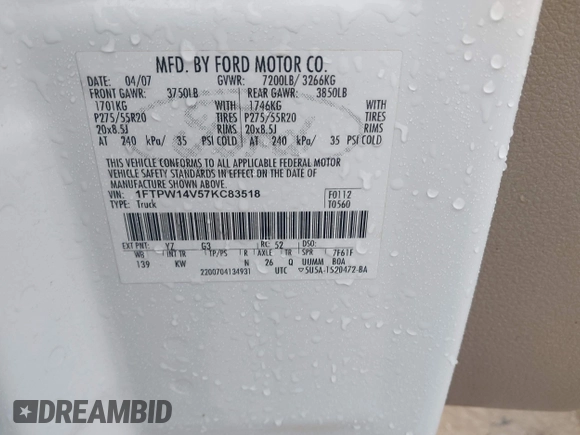 MFD. BY FORD MOTOR CO.
DATE: 04/07 GVWR: 7200LB/ 3266KG
FRONT GAWR: 3750LB REAR GAWR: 3850LB
1701KG WITH 1746KG WITH
P275/55R20 TIRES P275/55R20 TIRES
20x8.5J RIMS 20x8.5J RIMS
AT 240 kPa/ 35 PSI COLD AT 240 kPa/ 35 PSI COLD
THIS VEHICLE CONFORMS TO ALL APPLICABLE FEDERAL MOTOR
VEHICLE SAFETY STANDARDS IN EFFECT ON THE DATE OF
MANUFACTURE SHOWN ABOVE.
VIN: 1FTPW14V57KC83518 F0112
TYPE: Truck T0560
EXT PNT: YZ G3 RC: 52 DSO:
WB INT TR TP/PS R AXLE TR SPR 7F61F
139 KW N 26 Q UUMM BOA
2200704134931 UTC 5U5A-1520472-BA
DREAMBID